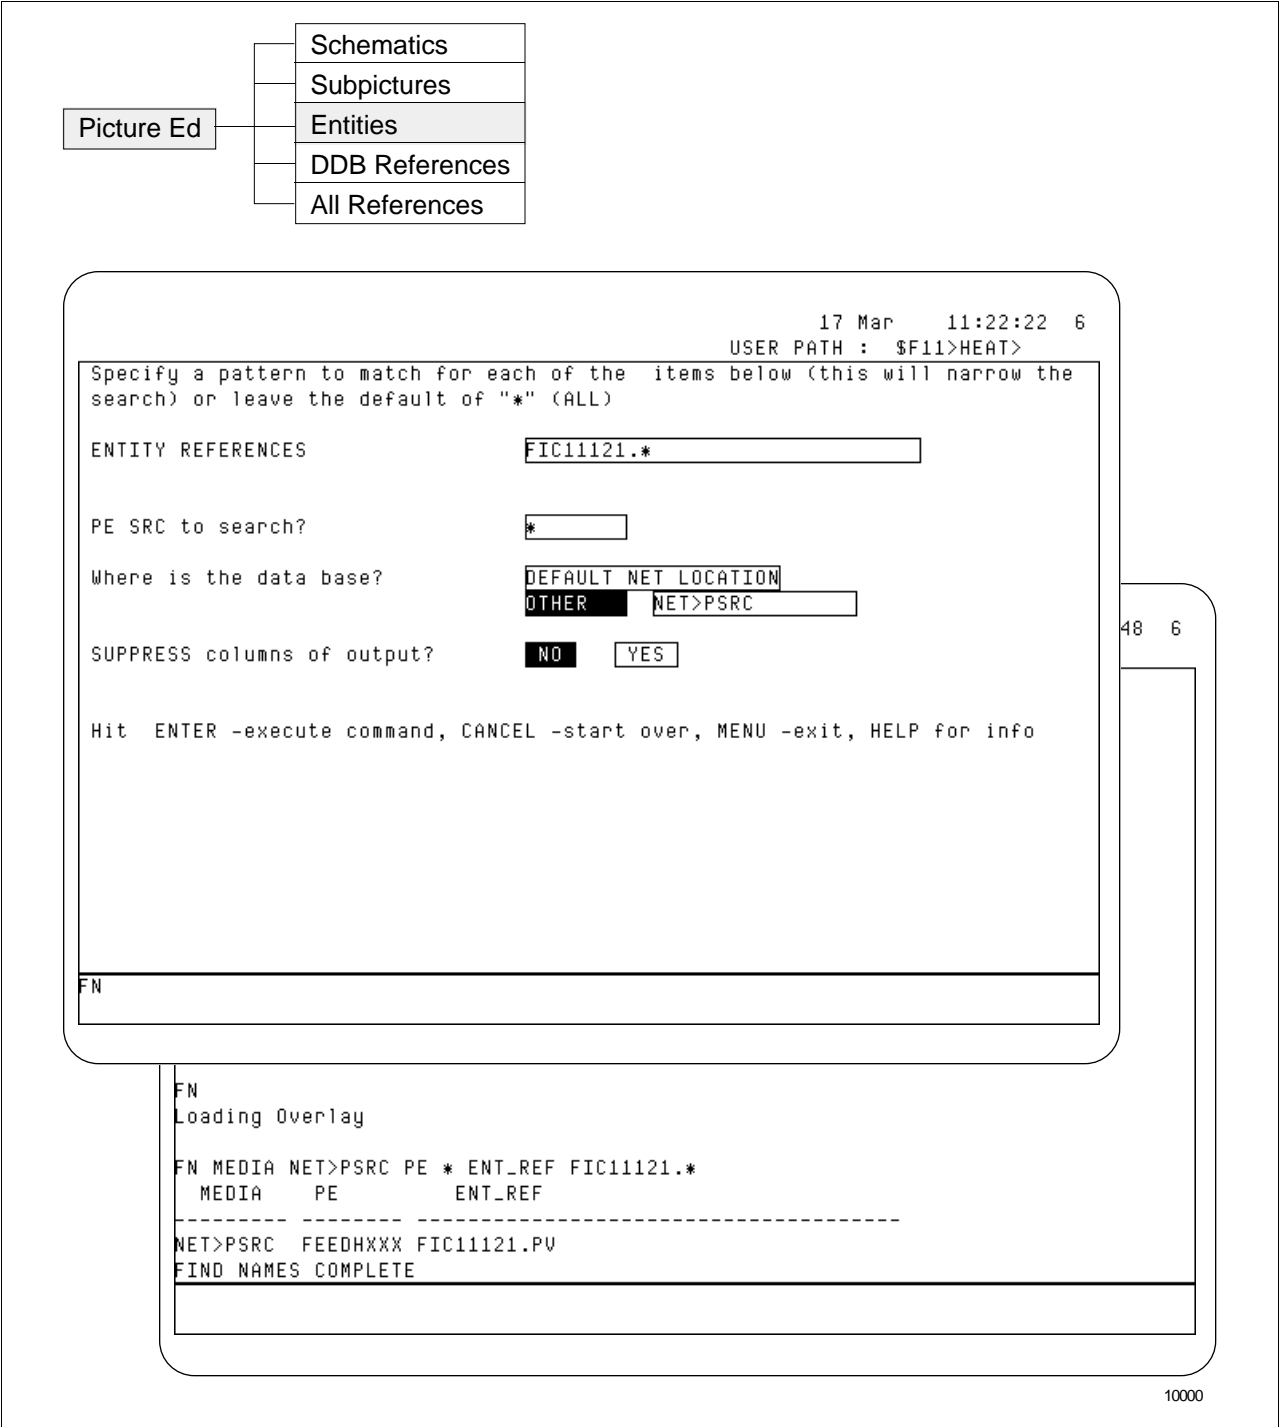 Schematics
Subpictures
Picture Ed
Entities
DDB References
All References
17 Mar 11:22:22 6
USER PATH : $F11>HEAT>
Specify a pattern to match for each of the items below (this will narrow the
search) or leave the default of "*" (ALL)
ENTITY REFERENCES FIC11121.*
PE SRC to search? *
Where is the data base? DEFAULT NET LOCATION
OTHER NET>PSRC
48 6
SUPPRESS columns of output? NO YES
Hit ENTER -execute command, CANCEL -start over, MENU -exit, HELP for info
FN
FN
Loading Overlay
FN MEDIA NET>PSRC PE * ENT_REF FIC11121.*
MEDIA PE ENT_REF
--------- -------- -------------------------------------
NET>PSRC FEEDHXXX FIC11121.PV
FIND NAMES COMPLETE
10000